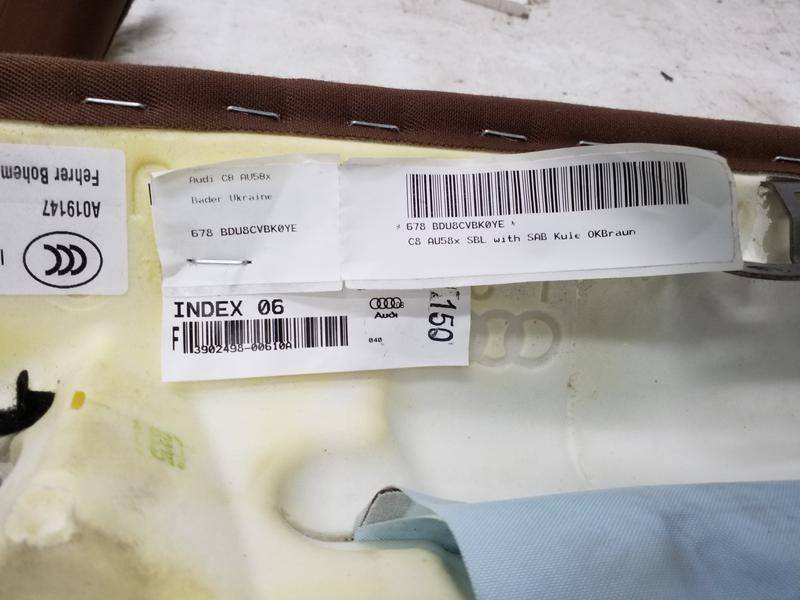 Fehrer Bohem
A019147
CCC
Audi C8 AU58x
Bader Ukraine
678 BDU8CVBK0YE
* 678 BDU8CVBK0YE *
C8 AU58x SBL with SAB Kule OKBraun
INDEX 06
F
3902498-00610A
Audi
040
150